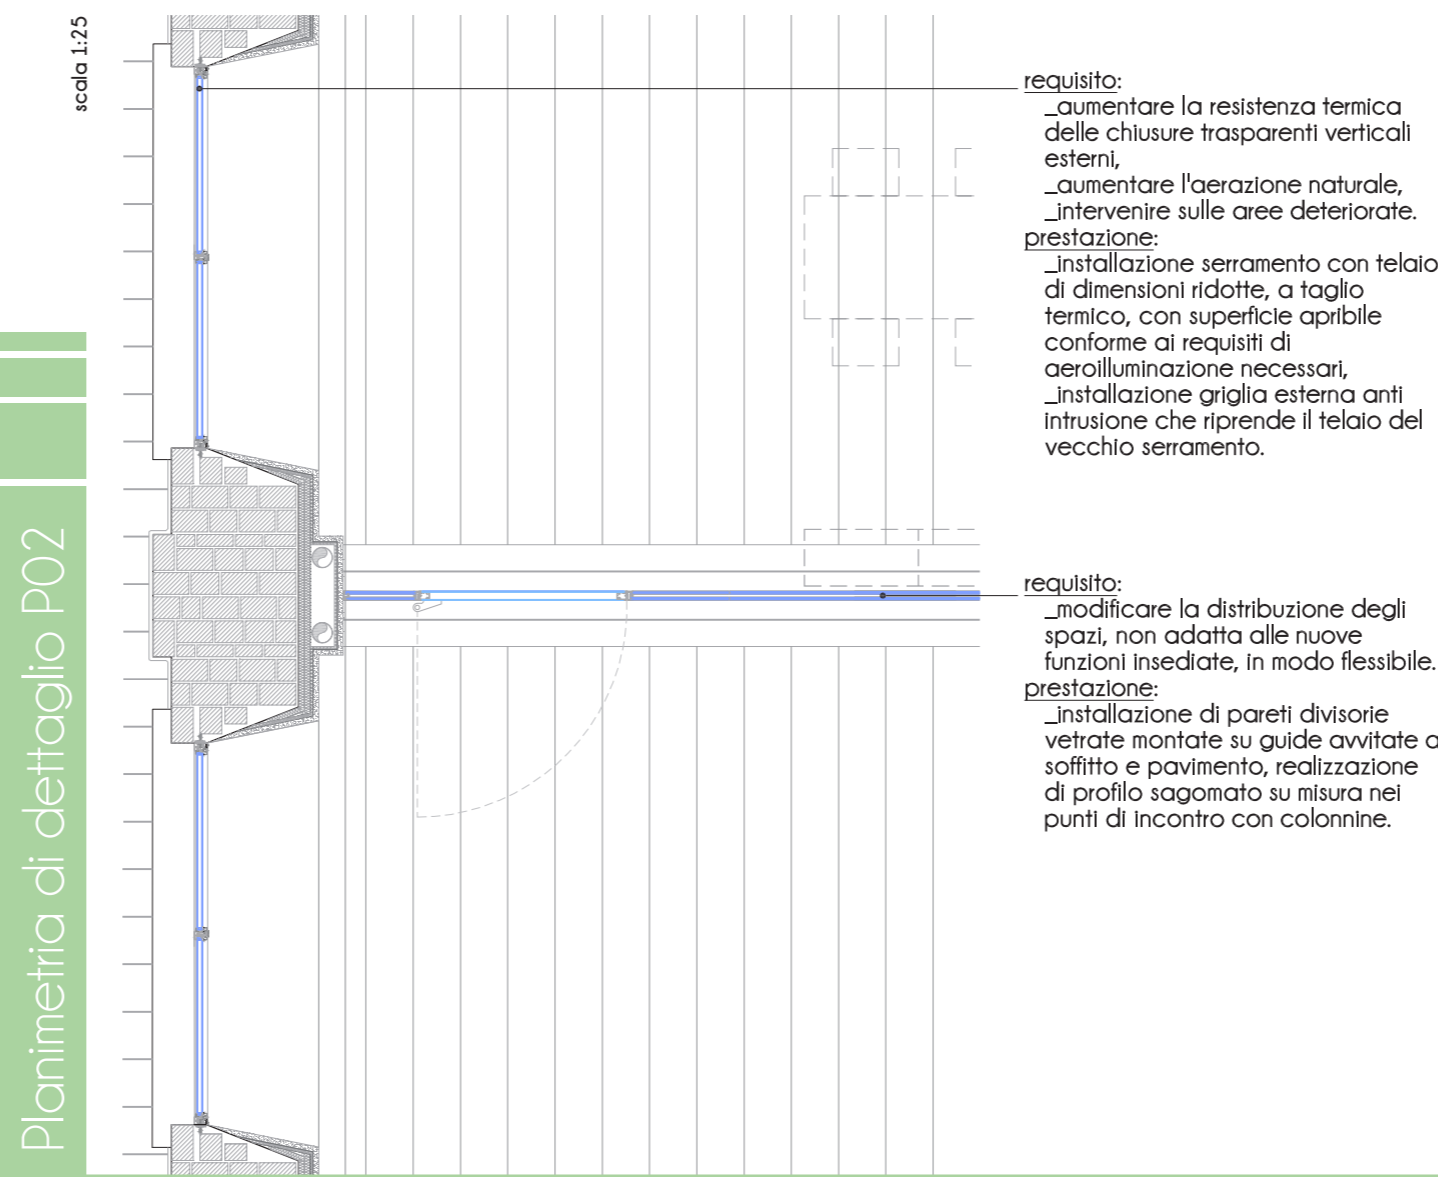 scala 1:25
Planimetria di dettaglio P02
requisito:
_aumentare la resistenza termica
delle chiusure trasparenti verticali
esterni,
_aumentare l'aerazione naturale,
_intervenire sulle aree deteriorate.
prestazione:
_installazione serramento con telaio
di dimensioni ridotte, a taglio
termico, con superficie apribile
conforme ai requisiti di
aeroilluminazione necessari,
_installazione griglia esterna anti
intrusione che riprende il telaio del
vecchio serramento.
requisito:
_modificare la distribuzione degli
spazi, non adatta alle nuove
funzioni insediate, in modo flessibile.
prestazione:
_installazione di pareti divisorie
vetrate montate su guide avvitate a
soffitto e pavimento, realizzazione
di profilo sagomato su misura nei
punti di incontro con colonnine.